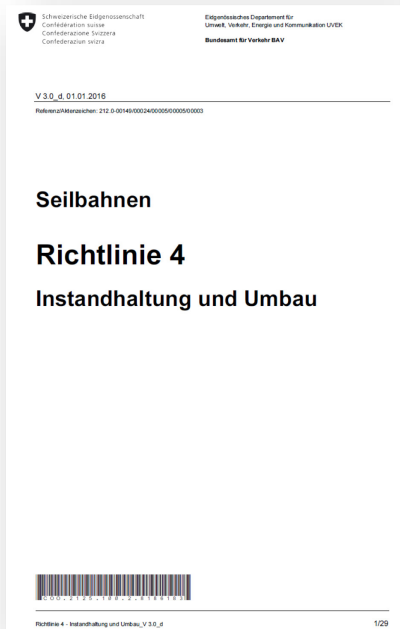 Schweizerische Eidgenossenschaft
Confédération suisse
Confederazione Svizzera
Confederaziun svizra
Eidgenössisches Departement für
Umwelt, Verkehr, Energie und Kommunikation UVEK
Bundesamt für Verkehr BAV
V 3.0_d, 01.01.2016
Referenz/Aktenzeichen: 212.0-00149/00024/00005/00005/00003
Seilbahnen
Richtlinie 4
Instandhaltung und Umbau
Richtlinie 4 - Instandhaltung und Umbau_V 3.0_d
1/29